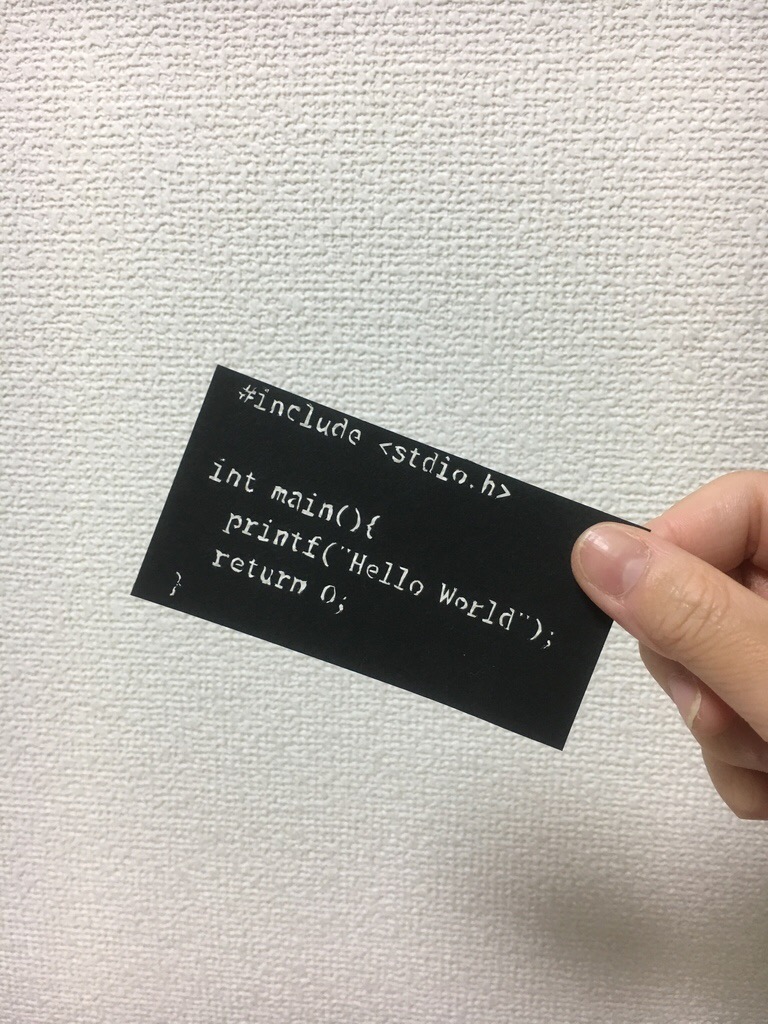 #include <stdio.h>
int main(){
printf("Hello World");
return 0;
}